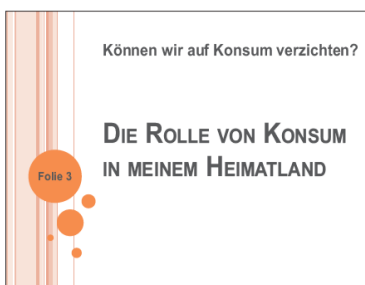 Können wir auf Konsum verzichten?
DIE ROLLE VON KONSUM
IN MEINEM HEIMATLAND
Folie 3